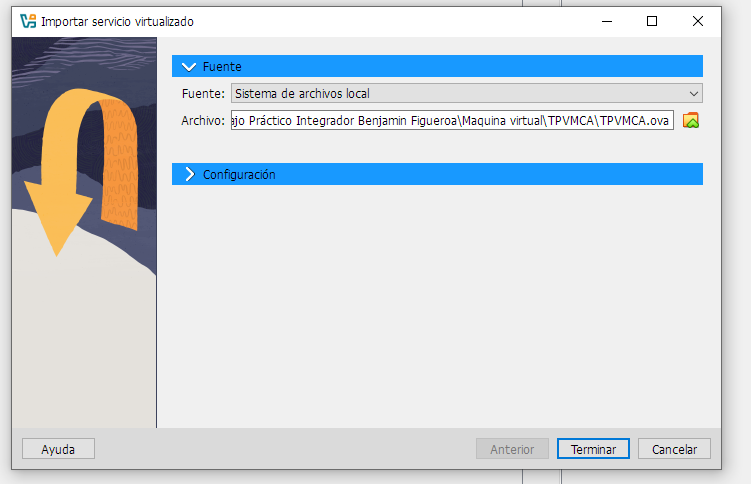 Importar servicio virtualizado
Fuente
Fuente: Sistema de archivos local
Archivo: ajo Práctico Integrador Benjamin Figueroa\Maquina virtual\TPVMCA\TPVMCA.ova
Configuración
Ayuda Anterior Terminar Cancelar